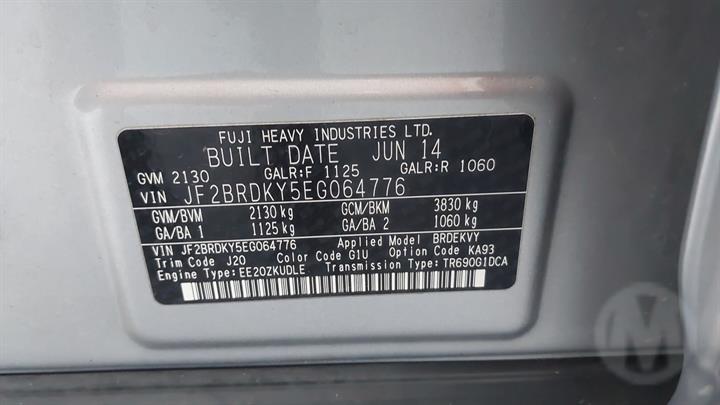 FUJI HEAVY INDUSTRIES LTD.
BUILT DATE JUN 14
GVM 2130 GALR:F 1125 GALR:R 1060
VIN JF2BRDKY5EG064776
GVM/BVM 2130 kg GCM/BKM 3830 kg
GA/BA 1 1125 kg GA/BA 2 1060 kg
VIN JF2BRDKY5EG064776 Applied Model BRDEKVY
Trim Code J20 Color Code G1U Option Code KA93
Engine Type:EE20ZKUDLE Transmission Type:TR690G1DCA
M